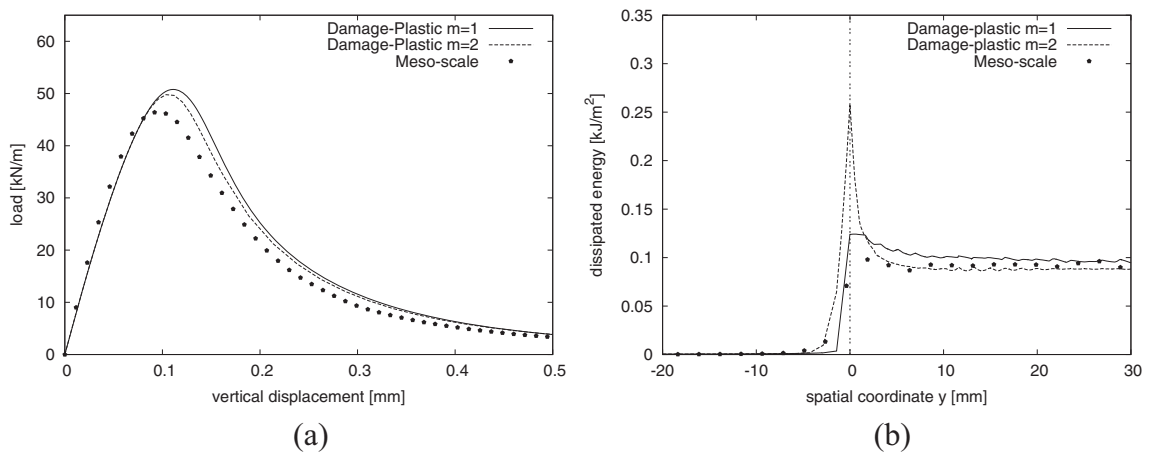 Damage-Plastic m=1
Damage-Plastic m=2
Meso-scale
60
50
40
30
20
10
0
load [kN/m]
0 0.1 0.2 0.3 0.4 0.5
vertical displacement [mm]
(a)
Damage-plastic m=1
Damage-plastic m=2
Meso-scale
0.35
0.3
0.25
0.2
0.15
0.1
0.05
0
dissipated energy [kJ/m²]
-20 -10 0 10 20 30
spatial coordinate y [mm]
(b)